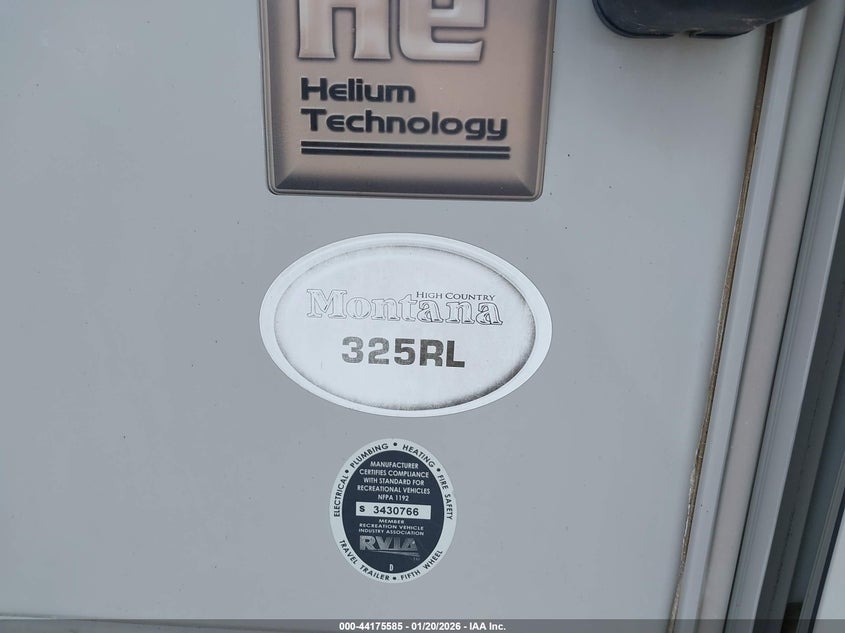 He
Helium
Technology
HIGH COUNTRY
Montana
325RL
ELECTRICAL • PLUMBING • HEATING • FIRE SAFETY
MANUFACTURER
CERTIFIES COMPLIANCE
WITH STANDARD FOR
RECREATIONAL VEHICLES
NFPA 1192
S 3430766
MEMBER
RECREATION VEHICLE
INDUSTRY ASSOCIATION
RVIA
D
TRAVEL TRAILER • FIFTH WHEEL
000-44175585 - 01/20/2026 - IAA Inc.